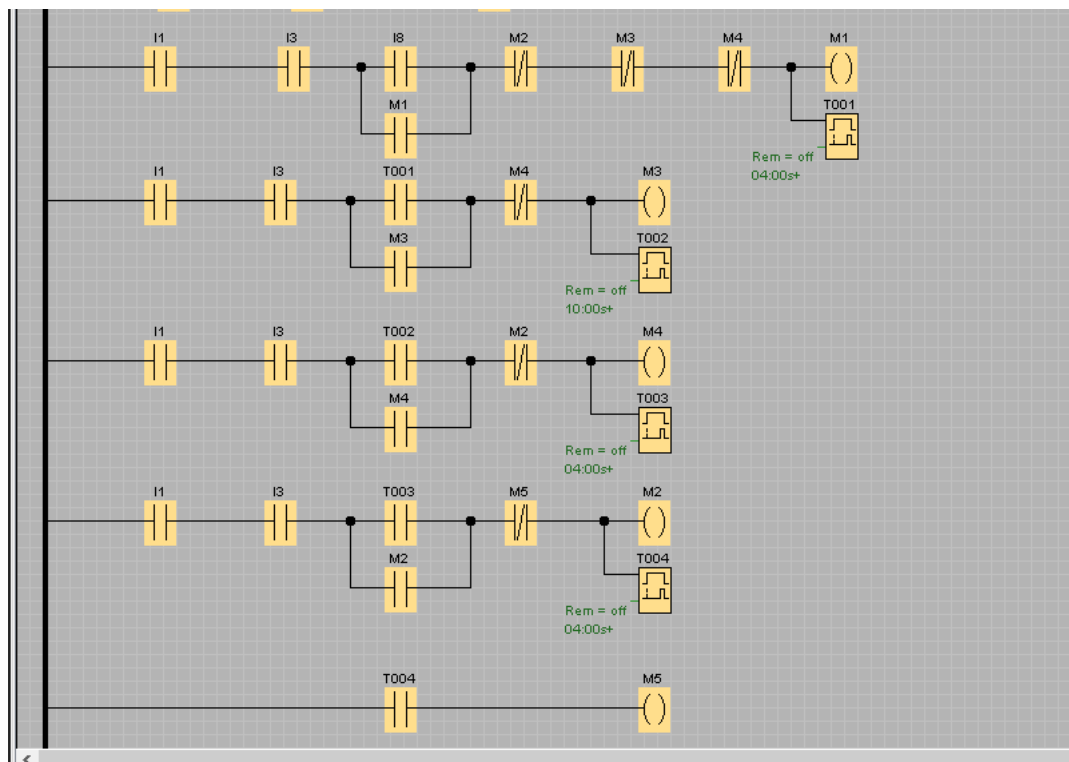 I1 I3 I8 M2 M3 M4 M1
M1 T001
Rem = off
04:00s+
I1 I3 T001 M4 M3
M3 T002
Rem = off
10:00s+
I1 I3 T002 M2 M4
M4 T003
Rem = off
04:00s+
I1 I3 T003 M5 M2
M2 T004
Rem = off
04:00s+
T004 M5